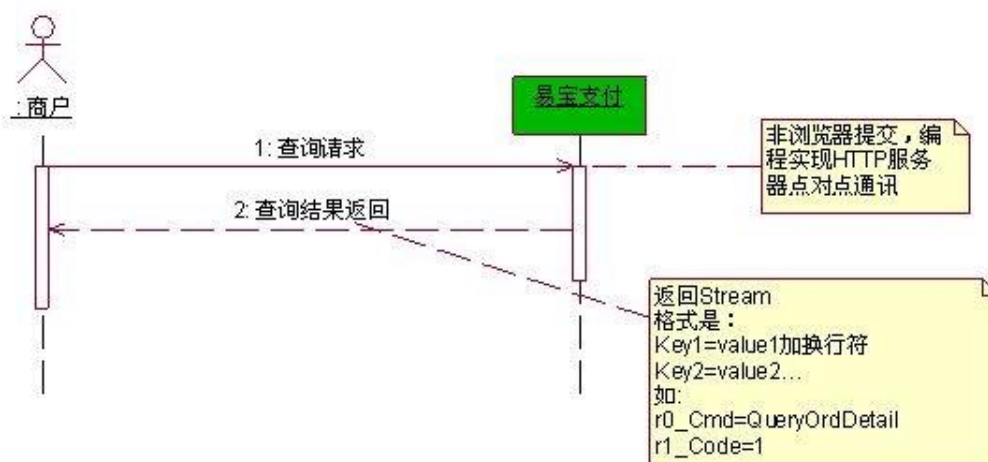 : 商户
易宝支付
1: 查询请求
非浏览器提交，编
程实现HTTP服务
器点对点通讯
2: 查询结果返回
返回Stream
格式是：
Key1=value1加换行符
Key2=value2...
如:
r0_Cmd=QueryOrdDetail
r1_Code=1